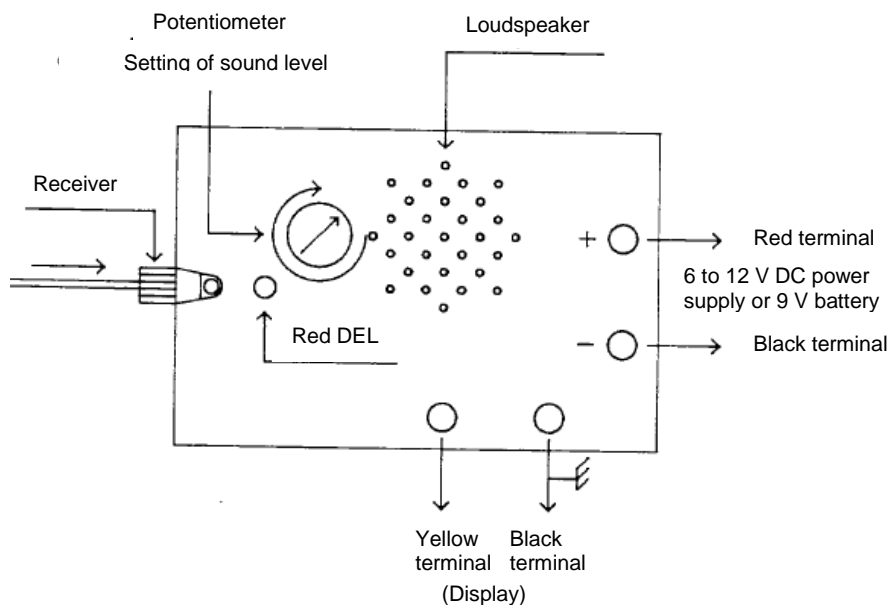 Potentiometer
Setting of sound level
Loudspeaker
Receiver
Red DEL
+
Red terminal
6 to 12 V DC power
supply or 9 V battery
–
Black terminal
Yellow
terminal
Black
terminal
(Display)